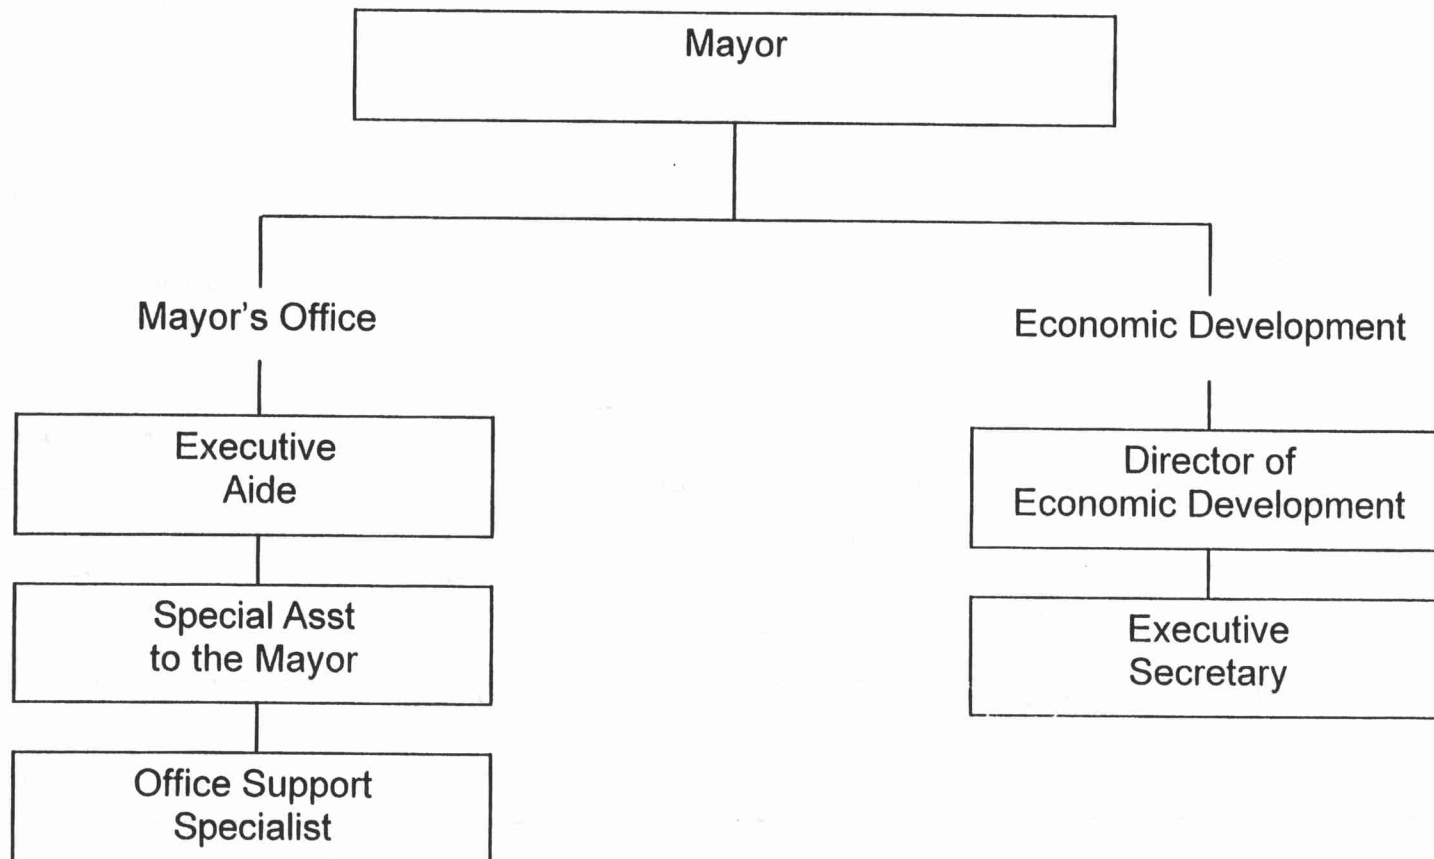 Mayor
Mayor's Office
Economic Development
Executive
Aide
Director of
Economic Development
Special Asst
to the Mayor
Executive
Secretary
Office Support
Specialist